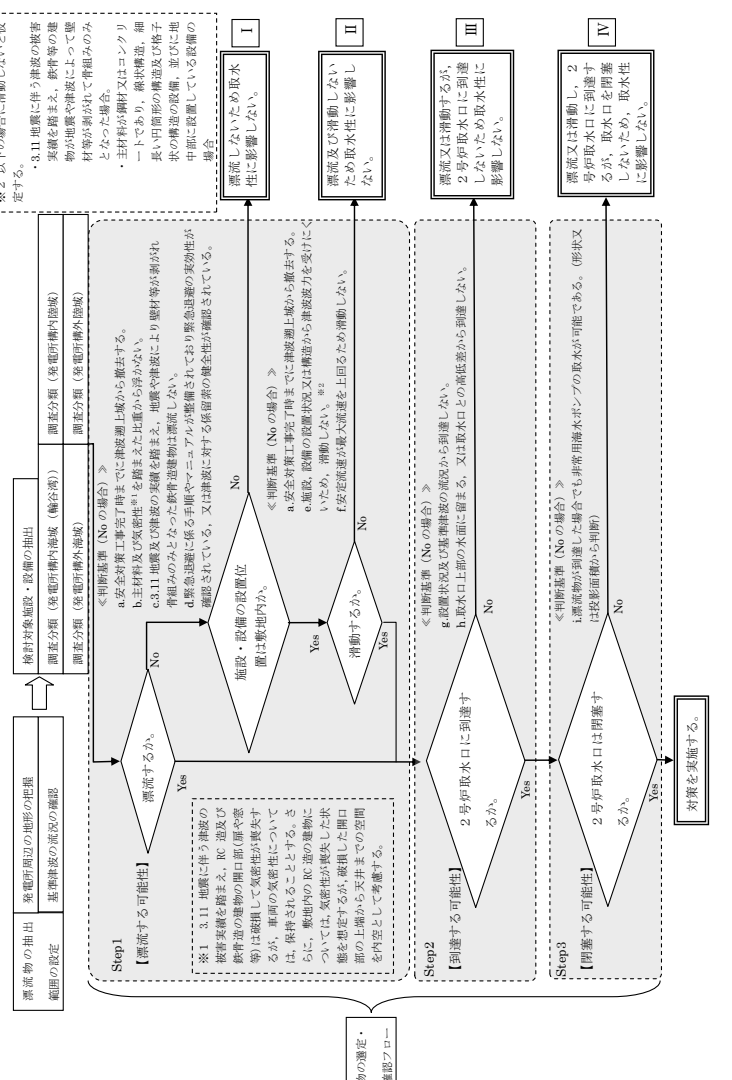 漂流物の抽出
範囲の設定
発電所周辺の地形の把握
基準津波の流況の確認
検討対象施設・設備の抽出
調査分類（発電所構内海域（輪谷湾））
調査分類（発電所構内陸域）
調査分類（発電所構外海域）
調査分類（発電所構外陸域）
物の選定・
確認フロー
Step1
【漂流する可能性】
漂流するか。
No
Yes
≪判断基準（Noの場合）≫
a.安全対策工事完了時までに津波遡上域から撤去する。
b.主材料及び気密性※1を踏まえた比重から浮かない。
c.3.11地震及び津波の実績を踏まえ，地震や津波により壁材等が剥がれ
骨組みのみとなった鉄骨造建物は漂流しない。
d.緊急退避に係る手順やマニュアルが整備されており緊急退避の実効性が
確認されている，又は津波に対する係留索の健全性が確認されている。
※1 3.11地震に伴う津波の
被害実績を踏まえ，RC造及び
鉄骨造の建物の開口部（扉や窓
等）は破損して気密性が喪失す
るが，車両の気密性について
は，保持されることとする。さ
らに，敷地内のRC造の建物に
ついては，気密性が喪失した状
態を想定するが，破損した開口
部の上端から天井までの空間
を内空として考慮する。
施設・設備の設置位
置は敷地内か。
No
Yes
≪判断基準（Noの場合）≫
a.安全対策工事完了時までに津波遡上域から撤去する。
e.施設，設備の設置状況又は構造から津波波力を受けにく
いため，滑動しない。※2
f.安定流速が最大流速を上回るため滑動しない。
滑動するか。
No
Yes
※2 以下の場合に滑動しないと仮
定する。
・3.11地震に伴う津波の被害
実績を踏まえ，鉄骨等の建
物が地震や津波によって壁
材等が剥がれて骨組みのみ
となった場合。
・主材料が鋼材又はコンクリ
ートであり，線状構造，細
長い円筒形の構造及び格子
状の構造の設備，並びに地
中部に設置している設備の
場合
漂流しないため取水
性に影響しない。
Ⅰ
漂流及び滑動しない
ため取水性に影響し
ない。
Ⅱ
Step2
【到達する可能性】
２号炉取水口に到達す
るか。
No
Yes
≪判断基準（Noの場合）≫
g.設置状況及び基準津波の流況から到達しない。
h.取水口上部の水面に留まる，又は取水口との高低差から到達しない。
漂流又は滑動するが，
２号炉取水口に到達
しないため取水性に
影響しない。
Ⅲ
Step3
【閉塞する可能性】
２号炉取水口は閉塞す
るか。
No
Yes
≪判断基準（Noの場合）≫
i.漂流物が到達した場合でも非常用海水ポンプの取水が可能である。（形状又
は投影面積から判断）
漂流又は滑動し，２
号炉取水口に到達す
るが，取水口を閉塞
しないため，取水性
に影響しない。
Ⅳ
対策を実施する。